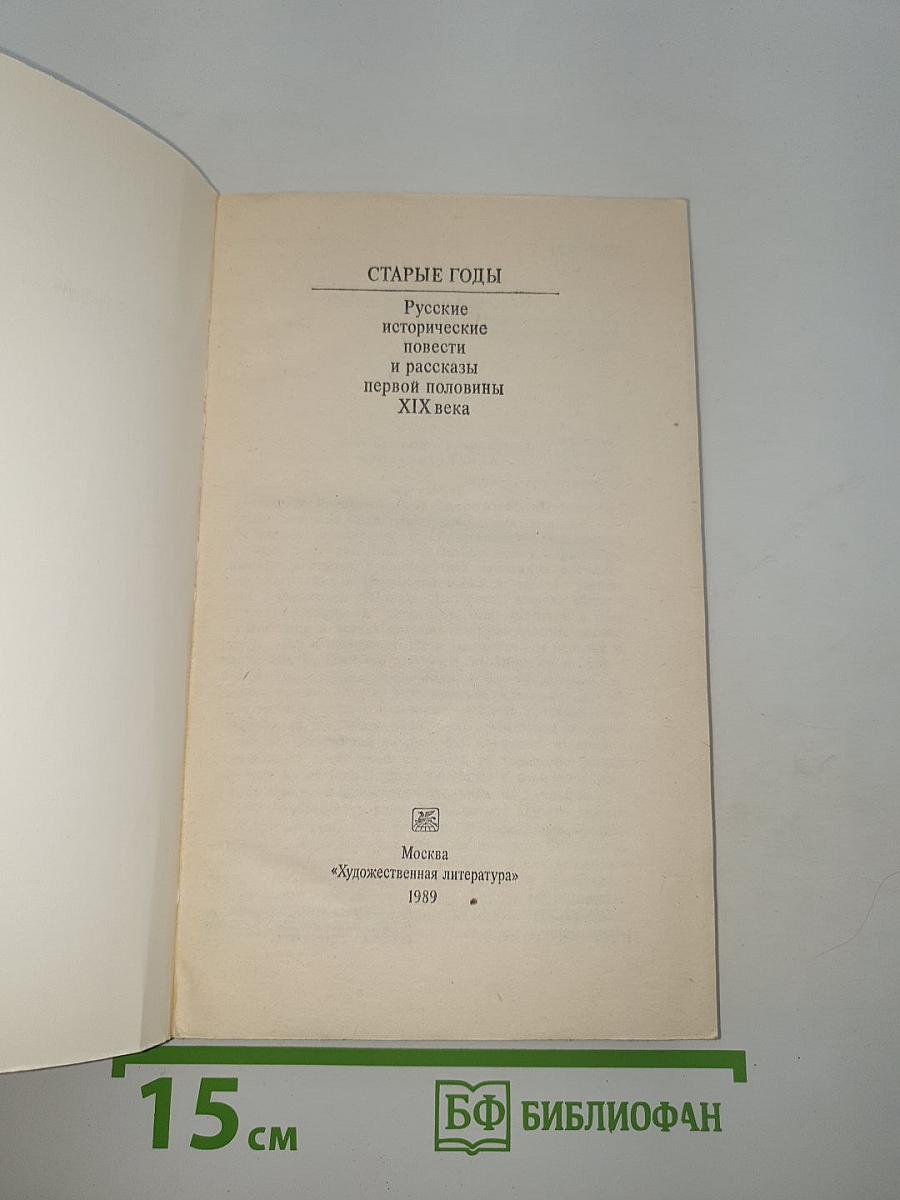 СТАРЫЕ ГОДЫ
Русские
исторические
повести
и рассказы
первой половины
XIX века
Москва
«Художественная литература»
1989
15 см
БФ БИБЛИОФАН